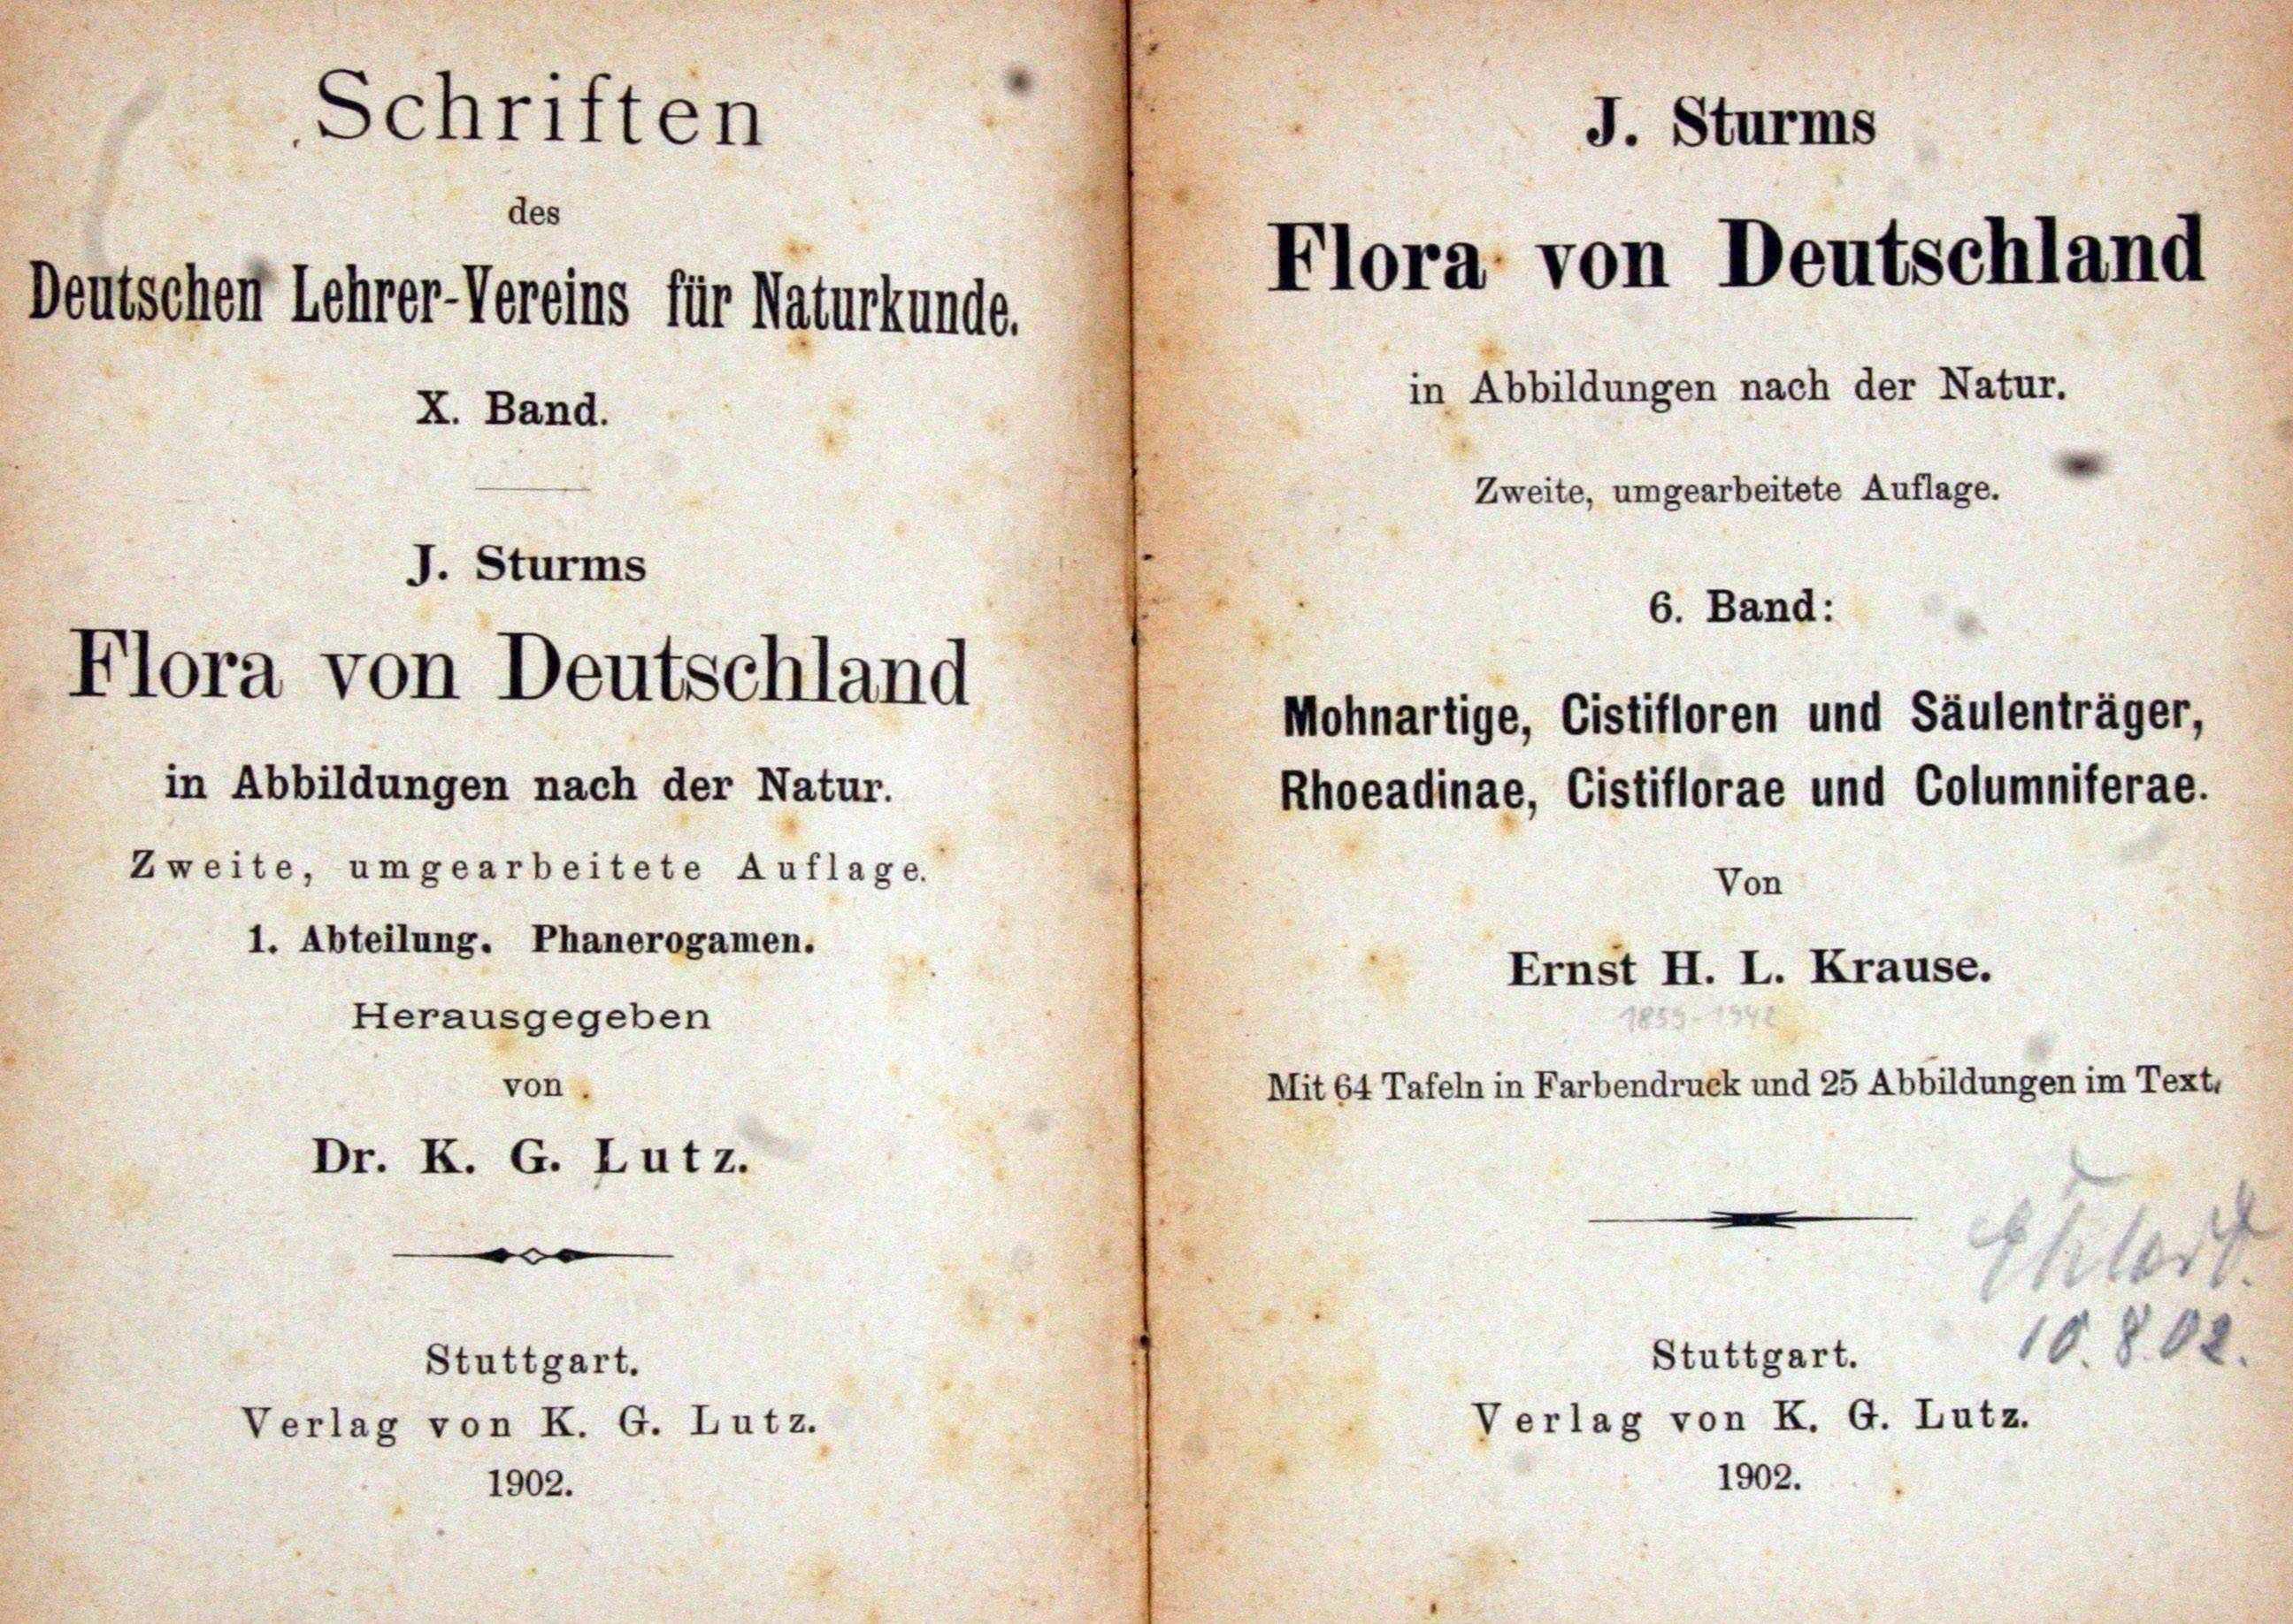 Schriften
des
Deutschen Lehrer-Vereins für Naturkunde.
X. Band.
J. Sturms
Flora von Deutschland
in Abbildungen nach der Natur.
Zweite, umgearbeitete Auflage.
1. Abteilung. Phanerogamen.
Herausgegeben
von
Dr. K. G. Lutz.
Stuttgart.
Verlag von K. G. Lutz.
1902.
J. Sturms
Flora von Deutschland
in Abbildungen nach der Natur.
Zweite, umgearbeitete Auflage.
6. Band:
Mohnartige, Cistifloren und Säulenträger,
Rhoeadinae, Cistiflorae und Columniferae.
Von
Ernst H. L. Krause.
1859-1942
Mit 64 Tafeln in Farbendruck und 25 Abbildungen im Text.
10.8.02.
Stuttgart.
Verlag von K. G. Lutz.
1902.